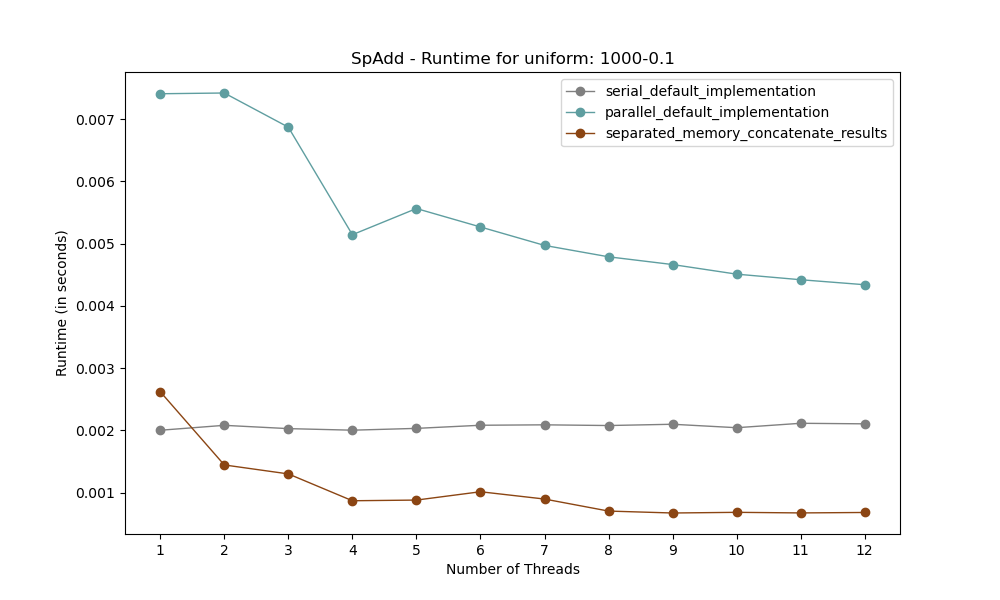 SpAdd - Runtime for uniform: 1000-0.1
serial_default_implementation
parallel_default_implementation
separated_memory_concatenate_results
Runtime (in seconds)
0.007
0.006
0.005
0.004
0.003
0.002
0.001
1 2 3 4 5 6 7 8 9 10 11 12
Number of Threads